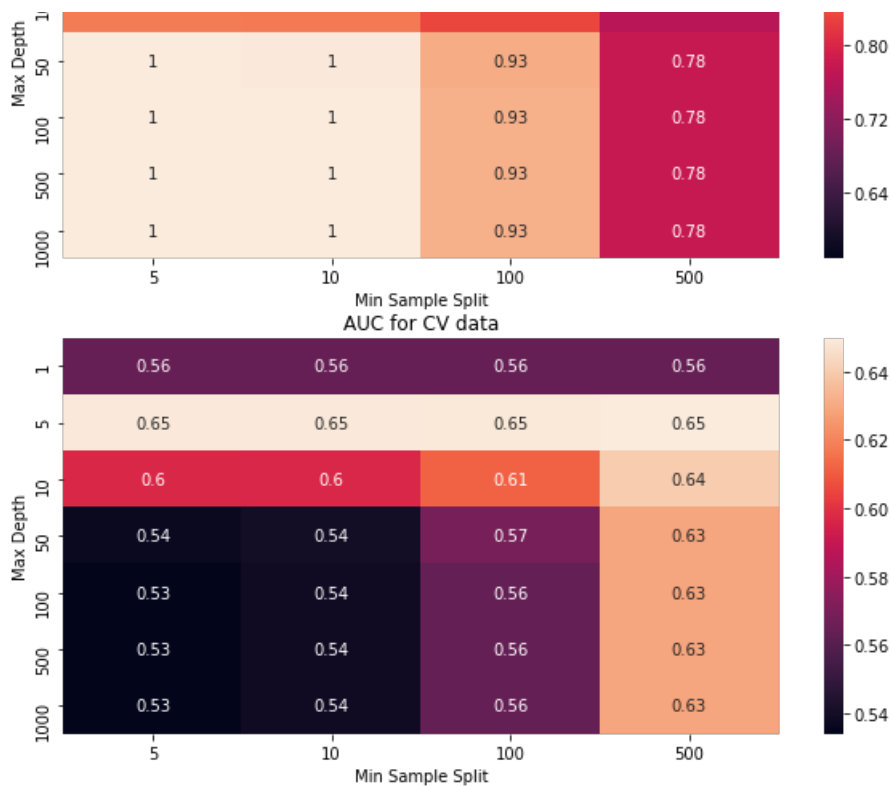 0.80
50 1 1 0.93 0.78
Max Depth
100 1 1 0.93 0.78
0.72
500 1 1 0.93 0.78
0.64
1000 1 1 0.93 0.78
5 10 100 500
Min Sample Split
AUC for CV data
1 0.56 0.56 0.56 0.56
0.64
5 0.65 0.65 0.65 0.65
0.62
10 0.6 0.6 0.61 0.64
0.60
Max Depth
50 0.54 0.54 0.57 0.63
0.58
100 0.53 0.54 0.56 0.63
500 0.53 0.54 0.56 0.63
0.56
1000 0.53 0.54 0.56 0.63
0.54
5 10 100 500
Min Sample Split